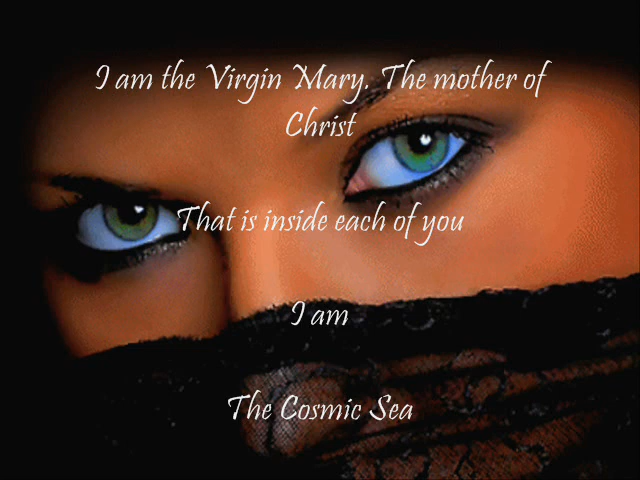 I am the Virgin Mary. The mother of
Christ
That is inside each of you
I am
The Cosmic Sea